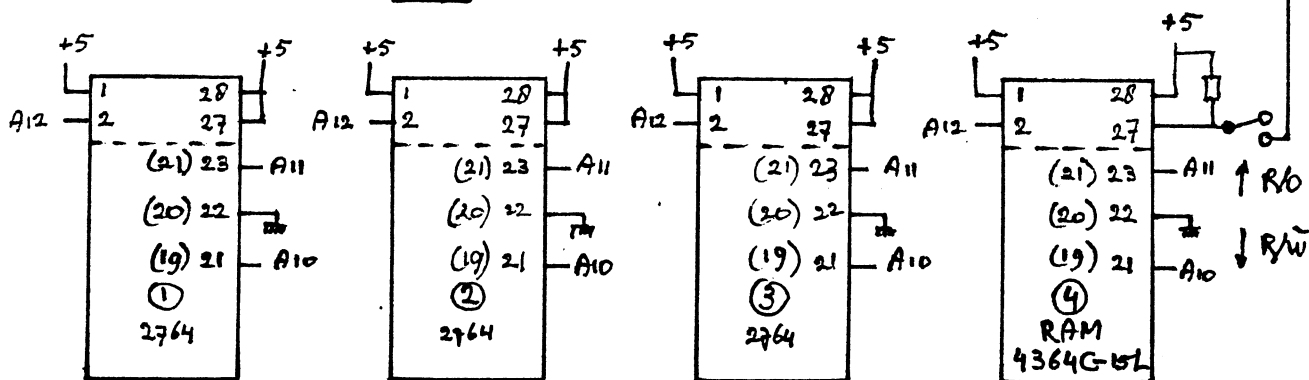 +5 +5 +5 +5 +5 +5 +5 +5
1 28 1 28 1 28 1 28
A12 2 27 A12 2 27 A12 2 27 A12 2 27
(21) 23 A11 (21) 23 A11 (21) 23 A11 (21) 23 A11 ↑ R/O
(20) 22 (20) 22 (20) 22 (20) 22
(19) 21 A10 (19) 21 A10 (19) 21 A10 (19) 21 A10 ↓ R/W̄
① ② ③ ④
2764 2764 2764 RAM
4364C-15L